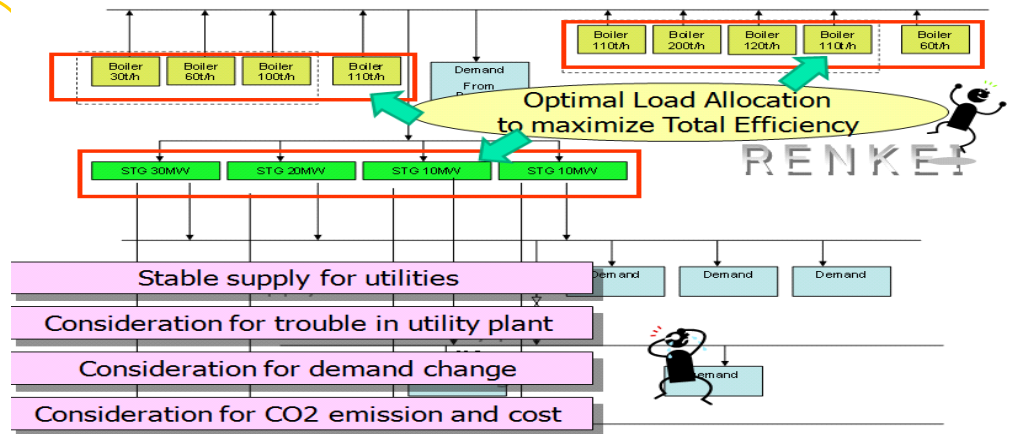 Boiler
30t/h
Boiler
60t/h
Boiler
100t/h
Boiler
110t/h
Demand
From
Boiler
110t/h
Boiler
200t/h
Boiler
120t/h
Boiler
110t/h
Boiler
60t/h
Optimal Load Allocation
to maximize Total Efficiency
RENKEI
STG 30MW
STG 20MW
STG 10MW
STG 10MW
Demand
Demand
Demand
Stable supply for utilities
Consideration for trouble in utility plant
Consideration for demand change
Demand
Consideration for CO2 emission and cost